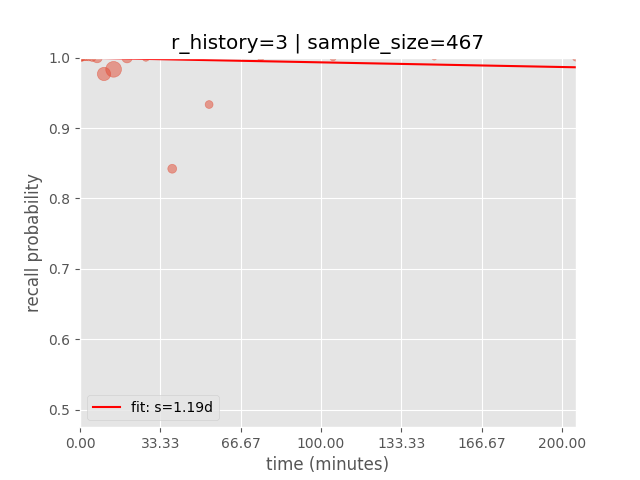 r_history=3 | sample_size=467
1.0
0.9
0.8
0.7
0.6
0.5
recall probability
fit: s=1.19d
0.00 33.33 66.67 100.00 133.33 166.67 200.00
time (minutes)